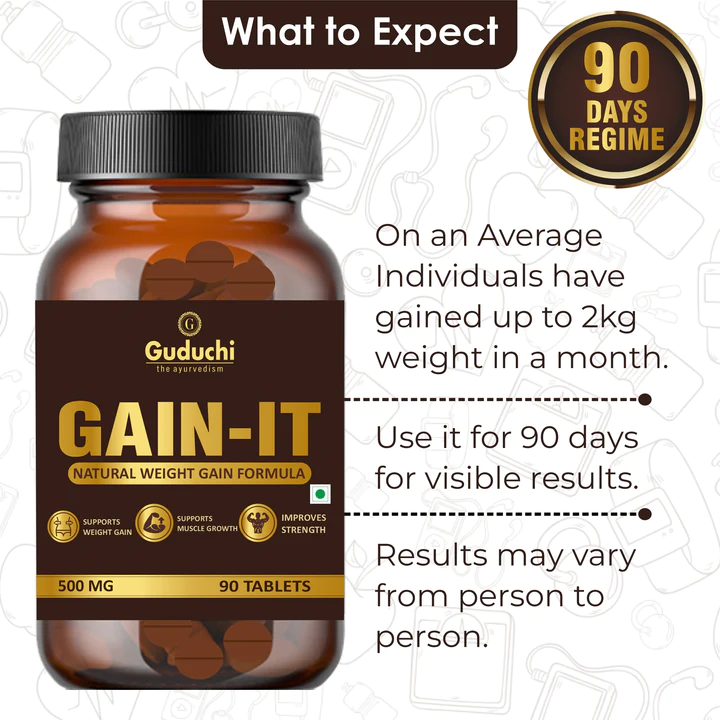 What to Expect
90
DAYS
REGIME
On an Average
Individuals have
gained up to 2kg
weight in a month.
Use it for 90 days
for visible results.
Results may vary
from person to
person.
G
Guduchi
the ayurvedism
GAIN-IT
NATURAL WEIGHT GAIN FORMULA
SUPPORTS
WEIGHT GAIN
SUPPORTS
MUSCLE GROWTH
IMPROVES
STRENGTH
500 MG 90 TABLETS